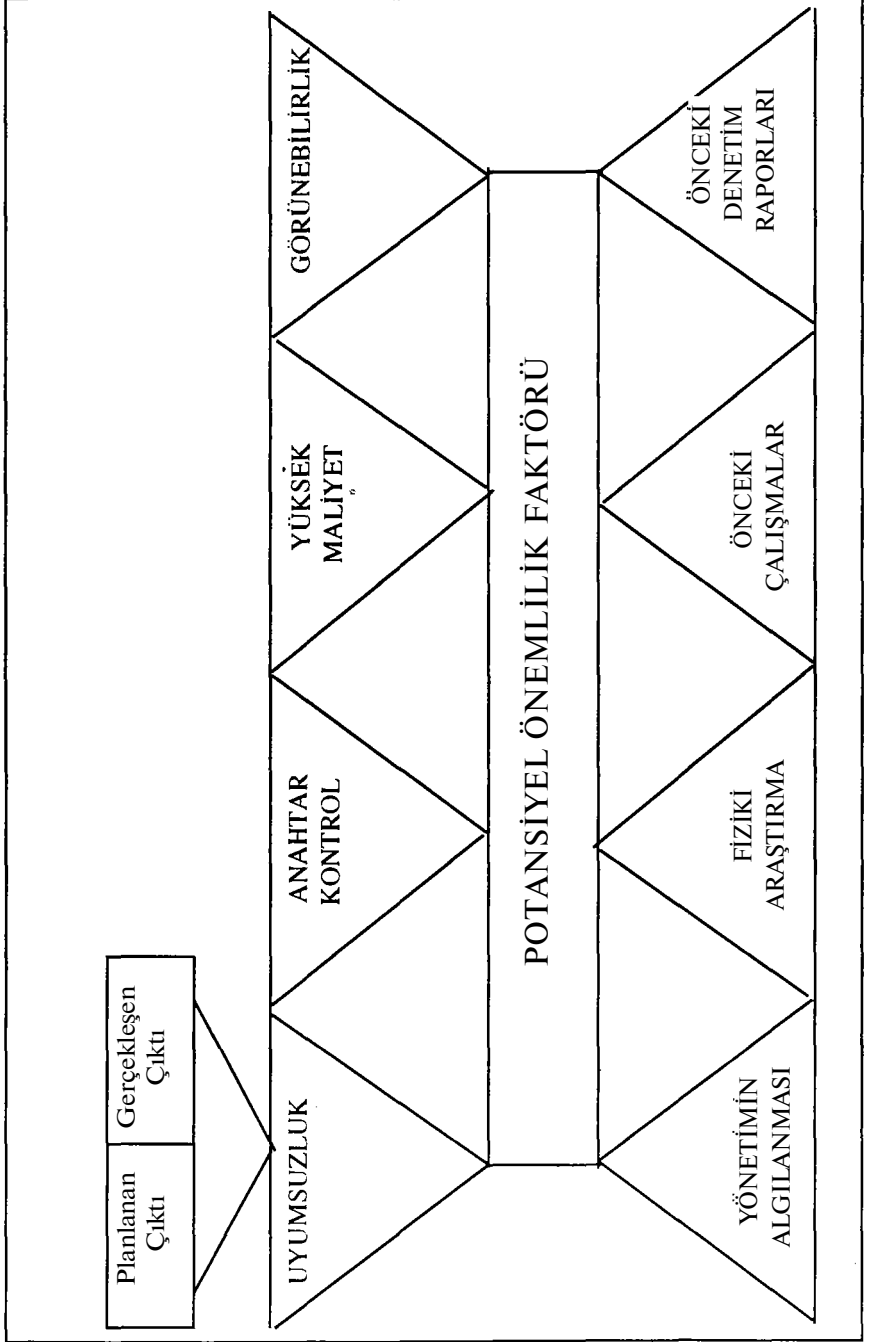 Planlanan
Çıktı
Gerçekleşen
Çıktı
UYUMSUZLUK
ANAHTAR
KONTROL
YÜKSEK
MALİYET
GÖRÜNEBİLİRLİK
POTANSİYEL ÖNEMLİLİK FAKTÖRÜ
YÖNETİMİN
ALGILANMASI
FİZİKİ
ARAŞTIRMA
ÖNCEKİ
ÇALIŞMALAR
ÖNCEKİ
DENETİM
RAPORLARI